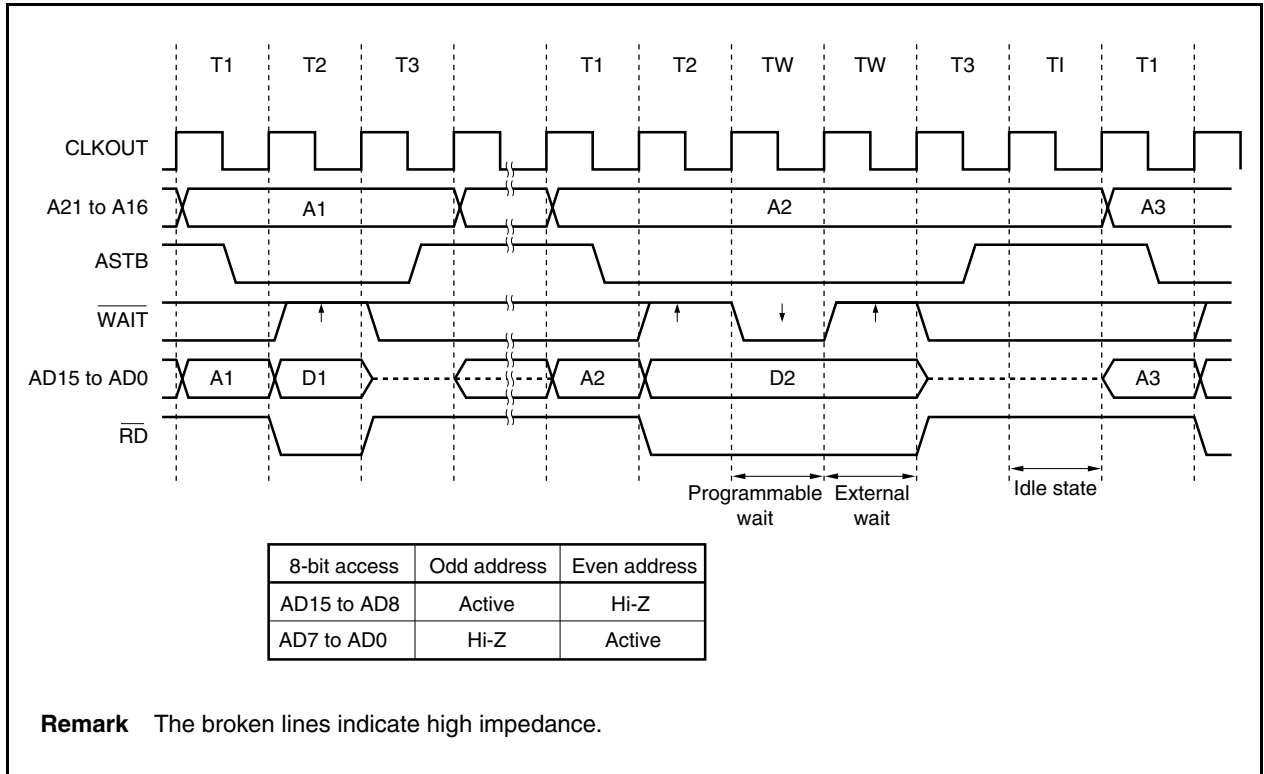 T1 T2 T3 T1 T2 TW TW T3 TI T1
CLKOUT
A21 to A16 A1 A2 A3
ASTB
WAIT
AD15 to AD0 A1 D1 A2 D2 A3
RD
Programmable wait
External wait
Idle state
8-bit access Odd address Even address
AD15 to AD8 Active Hi-Z
AD7 to AD0 Hi-Z Active
Remark The broken lines indicate high impedance.